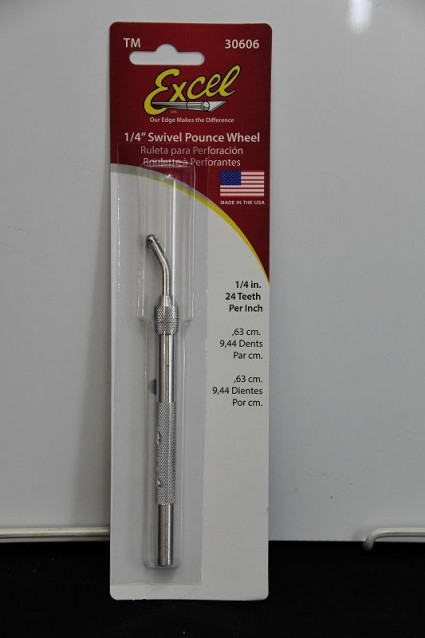 TM 30606
Excel
Our Edge Makes the Difference
1/4" Swivel Pounce Wheel
Ruleta para Perforación
Roulette à Perforantes
MADE IN THE USA
1/4 in.
24 Teeth
Per Inch
,63 cm.
9,44 Dents
Par cm.
,63 cm.
9,44 Dientes
Por cm.